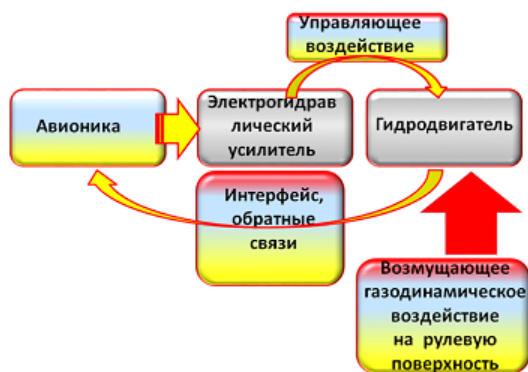 Управляющее
воздействие
Авионика
Электрогидрав
лический
усилитель
Гидродвигатель
Интерфейс,
обратные
связи
Возмущающее
газодинамическое
воздействие
на рулевую
поверхность